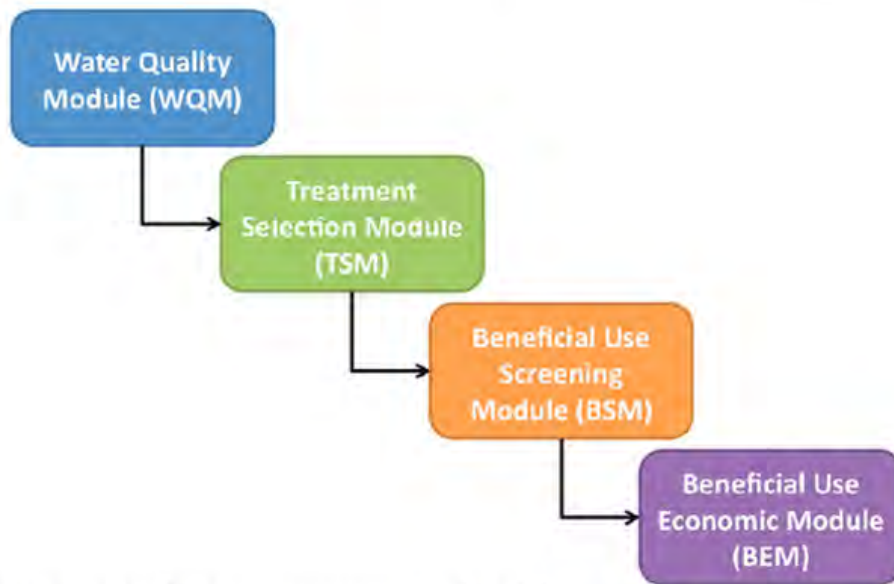 Water Quality
Module (WQM)
Treatment
Selection Module
(TSM)
Beneficial Use
Screening
Module (BSM)
Beneficial Use
Economic Module
(BEM)